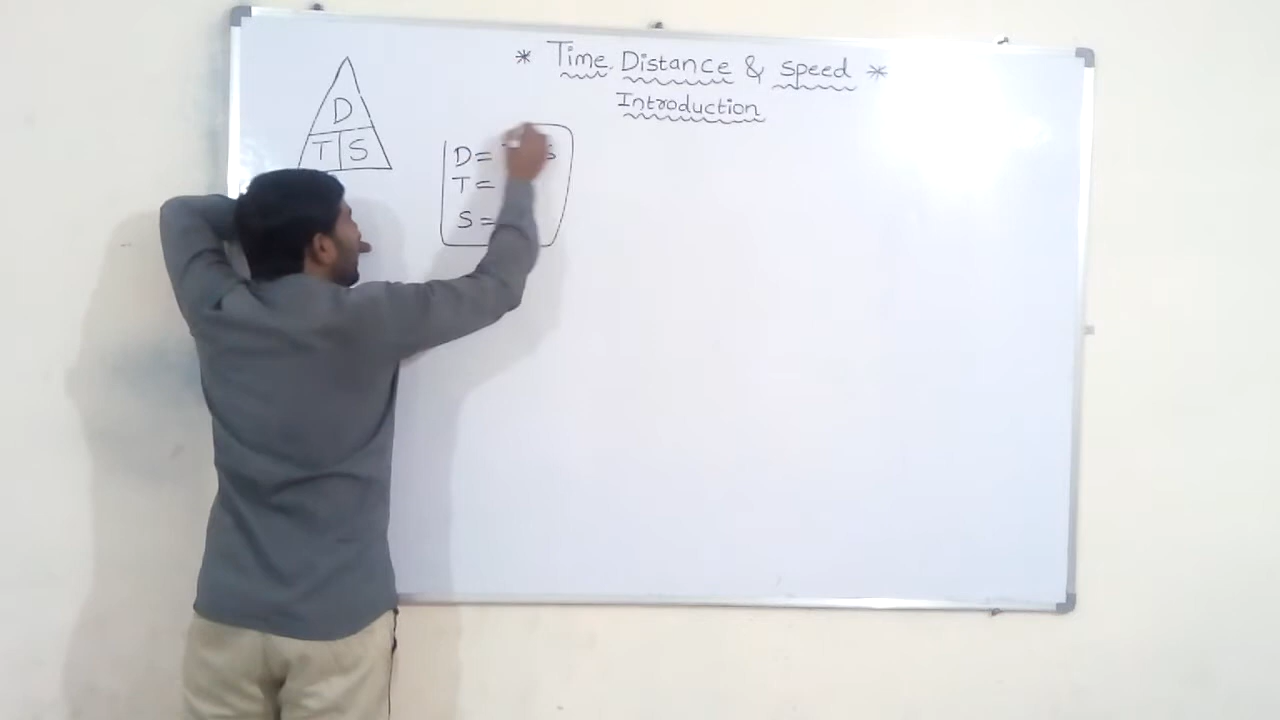 * Time, Distance & Speed *
Introduction
D
T S
D = S
T =
S =